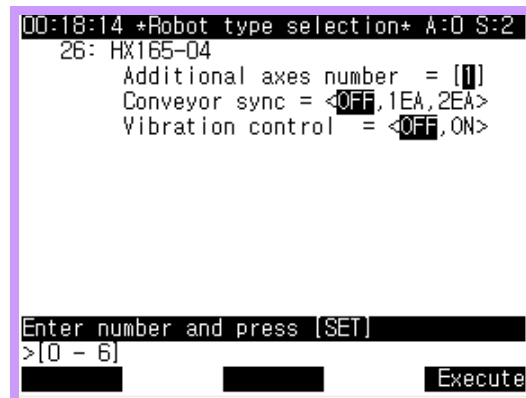 00:18:14 *Robot type selection* A:0 S:2
26: HX165-04
Additional axes number = [1]
Conveyor sync = <OFF,1EA,2EA>
Vibration control = <OFF,ON>
Enter number and press [SET]
>[0 - 6]
Execute